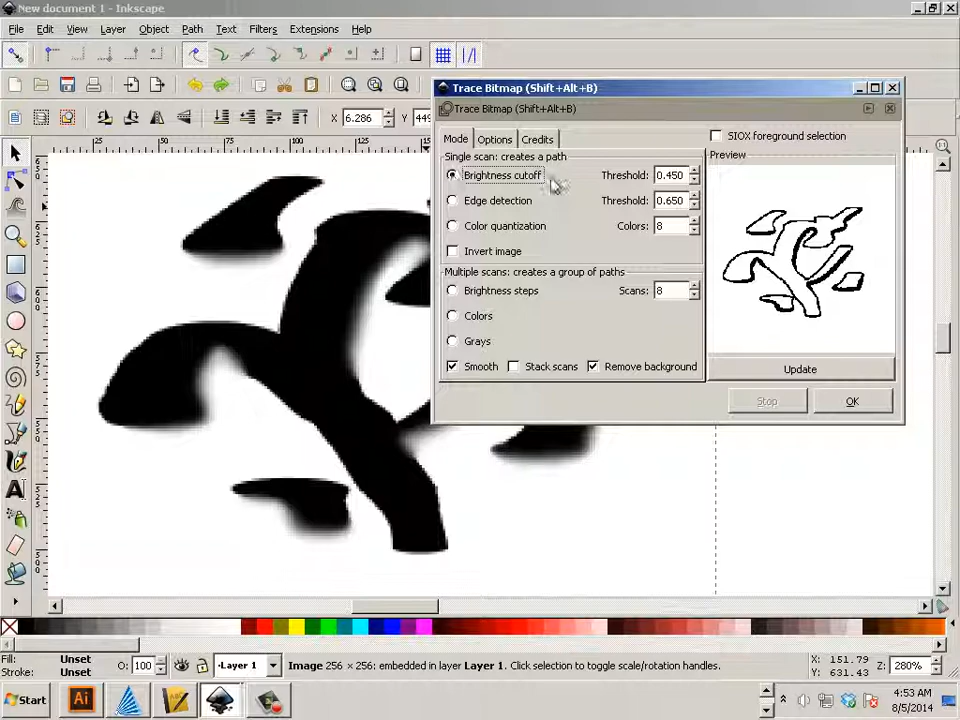 New document 1 - Inkscape
File Edit View Layer Object Path Text Filters Extensions Help
X 6.286 Y
Trace Bitmap (Shift+Alt+B)
Trace Bitmap (Shift+Alt+B)
Mode Options Credits
SIOX foreground selection
Single scan: creates a path
Preview
Brightness cutoff Threshold: 0.450
Edge detection Threshold: 0.650
Color quantization Colors: 8
Invert image
Multiple scans: creates a group of paths
Brightness steps Scans: 8
Colors
Grays
Smooth Stack scans Remove background
Update
Stop OK
50 75 100 125
Fill: Unset
Stroke: Unset
O: 100
Layer 1
Image 256 × 256: embedded in layer Layer 1. Click selection to toggle scale/rotation handles.
X: 151.79
Y: 631.43
Z: 280%
Start
Ai
4:53 AM
8/5/2014